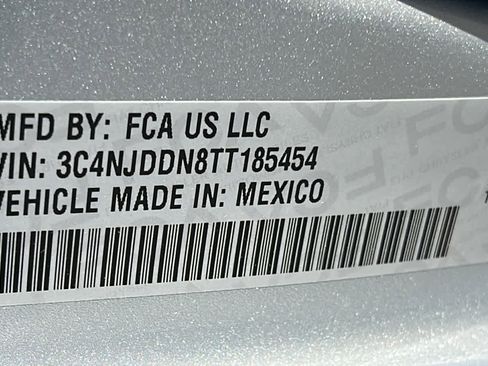 MFD BY: FCA US LLC
VIN: 3C4NJDDN8TT185454
VEHICLE MADE IN: MEXICO